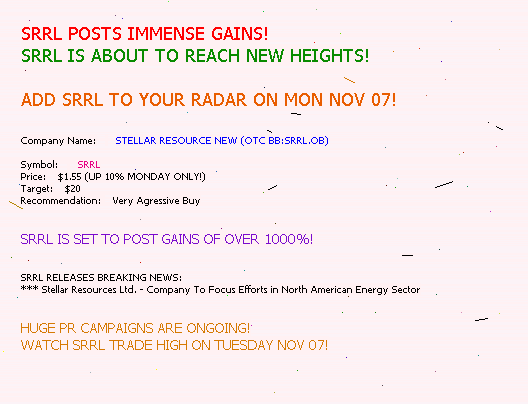 SRRL POSTS IMMENSE GAINS!
SRRL IS ABOUT TO REACH NEW HEIGHTS!
ADD SRRL TO YOUR RADAR ON MON NOV 07!
Company Name: STELLAR RESOURCE NEW (OTC BB:SRRL.OB)
Symbol: SRRL
Price: $1.55 (UP 10% MONDAY ONLY!)
Target: $20
Recommendation: Very Agressive Buy
SRRL IS SET TO POST GAINS OF OVER 1000%!
SRRL RELEASES BREAKING NEWS:
*** Stellar Resources Ltd. - Company To Focus Efforts in North American Energy Sector
HUGE PR CAMPAIGNS ARE ONGOING!
WATCH SRRL TRADE HIGH ON TUESDAY NOV 07!